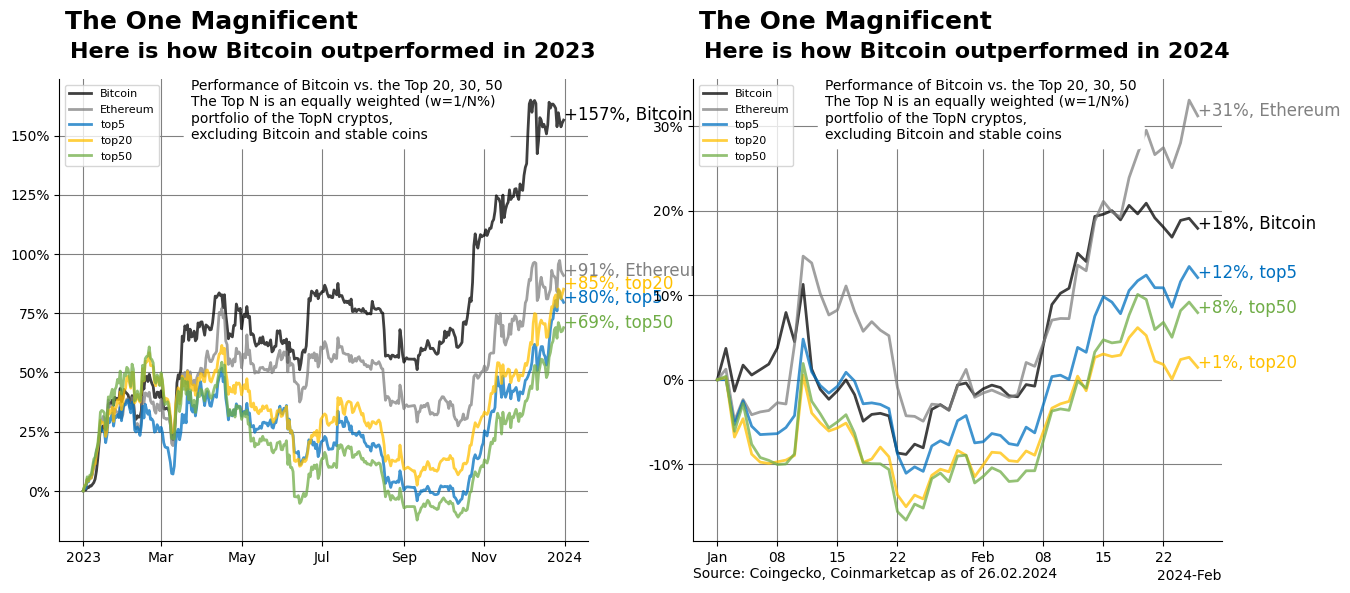 The One Magnificent
Here is how Bitcoin outperformed in 2023
Performance of Bitcoin vs. the Top 20, 30, 50
The Top N is an equally weighted (w=1/N%)
portfolio of the TopN cryptos,
excluding Bitcoin and stable coins
Bitcoin
Ethereum
top5
top20
top50
150%
125%
100%
75%
50%
25%
0%
+157%, Bitcoin
+91%, Ethereum
+85%, top20
+80%, top5
+69%, top50
2023
Mar
May
Jul
Sep
Nov
2024
The One Magnificent
Here is how Bitcoin outperformed in 2024
Performance of Bitcoin vs. the Top 20, 30, 50
The Top N is an equally weighted (w=1/N%)
portfolio of the TopN cryptos,
excluding Bitcoin and stable coins
Bitcoin
Ethereum
top5
top20
top50
30%
20%
10%
0%
-10%
+31%, Ethereum
+18%, Bitcoin
+12%, top5
+8%, top50
+1%, top20
Jan
08
15
22
Feb
08
15
22
2024-Feb
Source: Coingecko, Coinmarketcap as of 26.02.2024